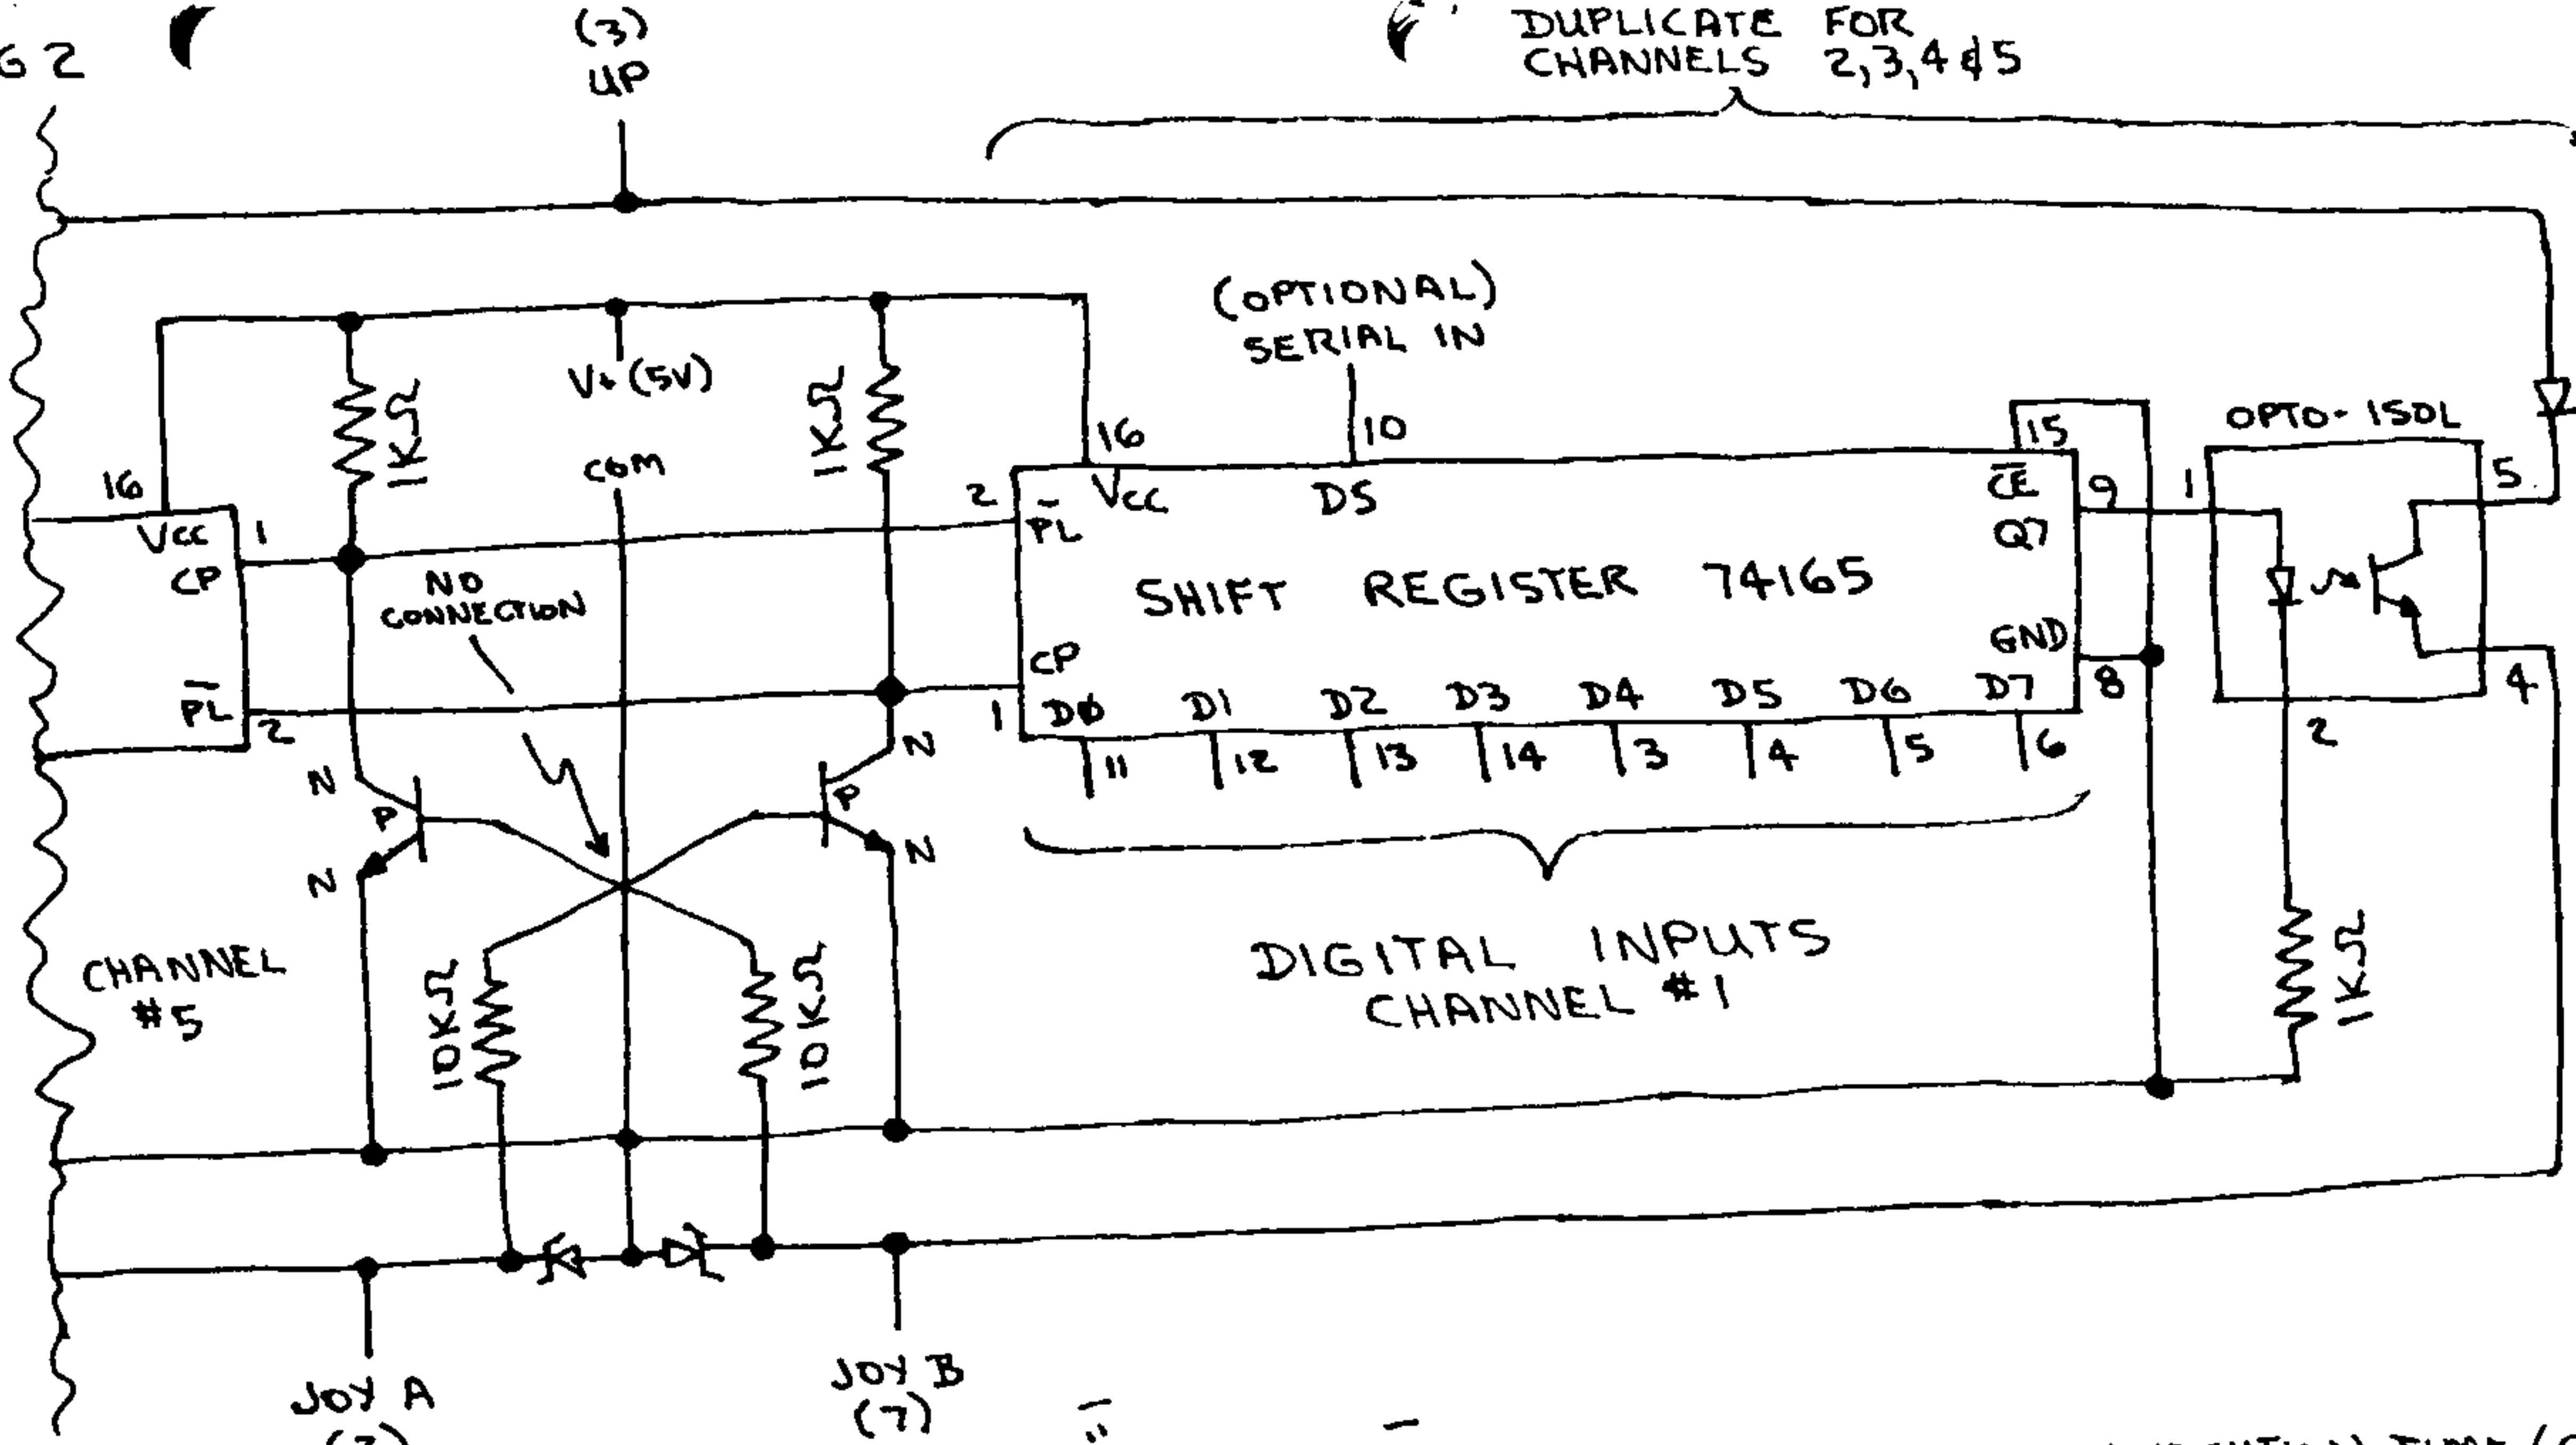 G 2
(3)
UP
DUPLICATE FOR
CHANNELS 2,3,4 & 5
(OPTIONAL)
SERIAL IN
V+ (5V)
1KΩ
1KΩ
COM
16
VCC
1
CP
P̅L̅
2
NO
CONNECTION
2
16
10
15
P̅L̅
VCC
DS
C̅E̅
9
Q7
SHIFT REGISTER 74165
CP
GND
8
1
D0 D1 D2 D3 D4 D5 D6 D7
11 12 13 14 3 4 5 6
OPTO-ISOL
1
5
4
2
N
P
N
N
P
N
CHANNEL
#5
10KΩ
10KΩ
DIGITAL INPUTS
CHANNEL #1
1KΩ
JOY A
JOY B
(7)